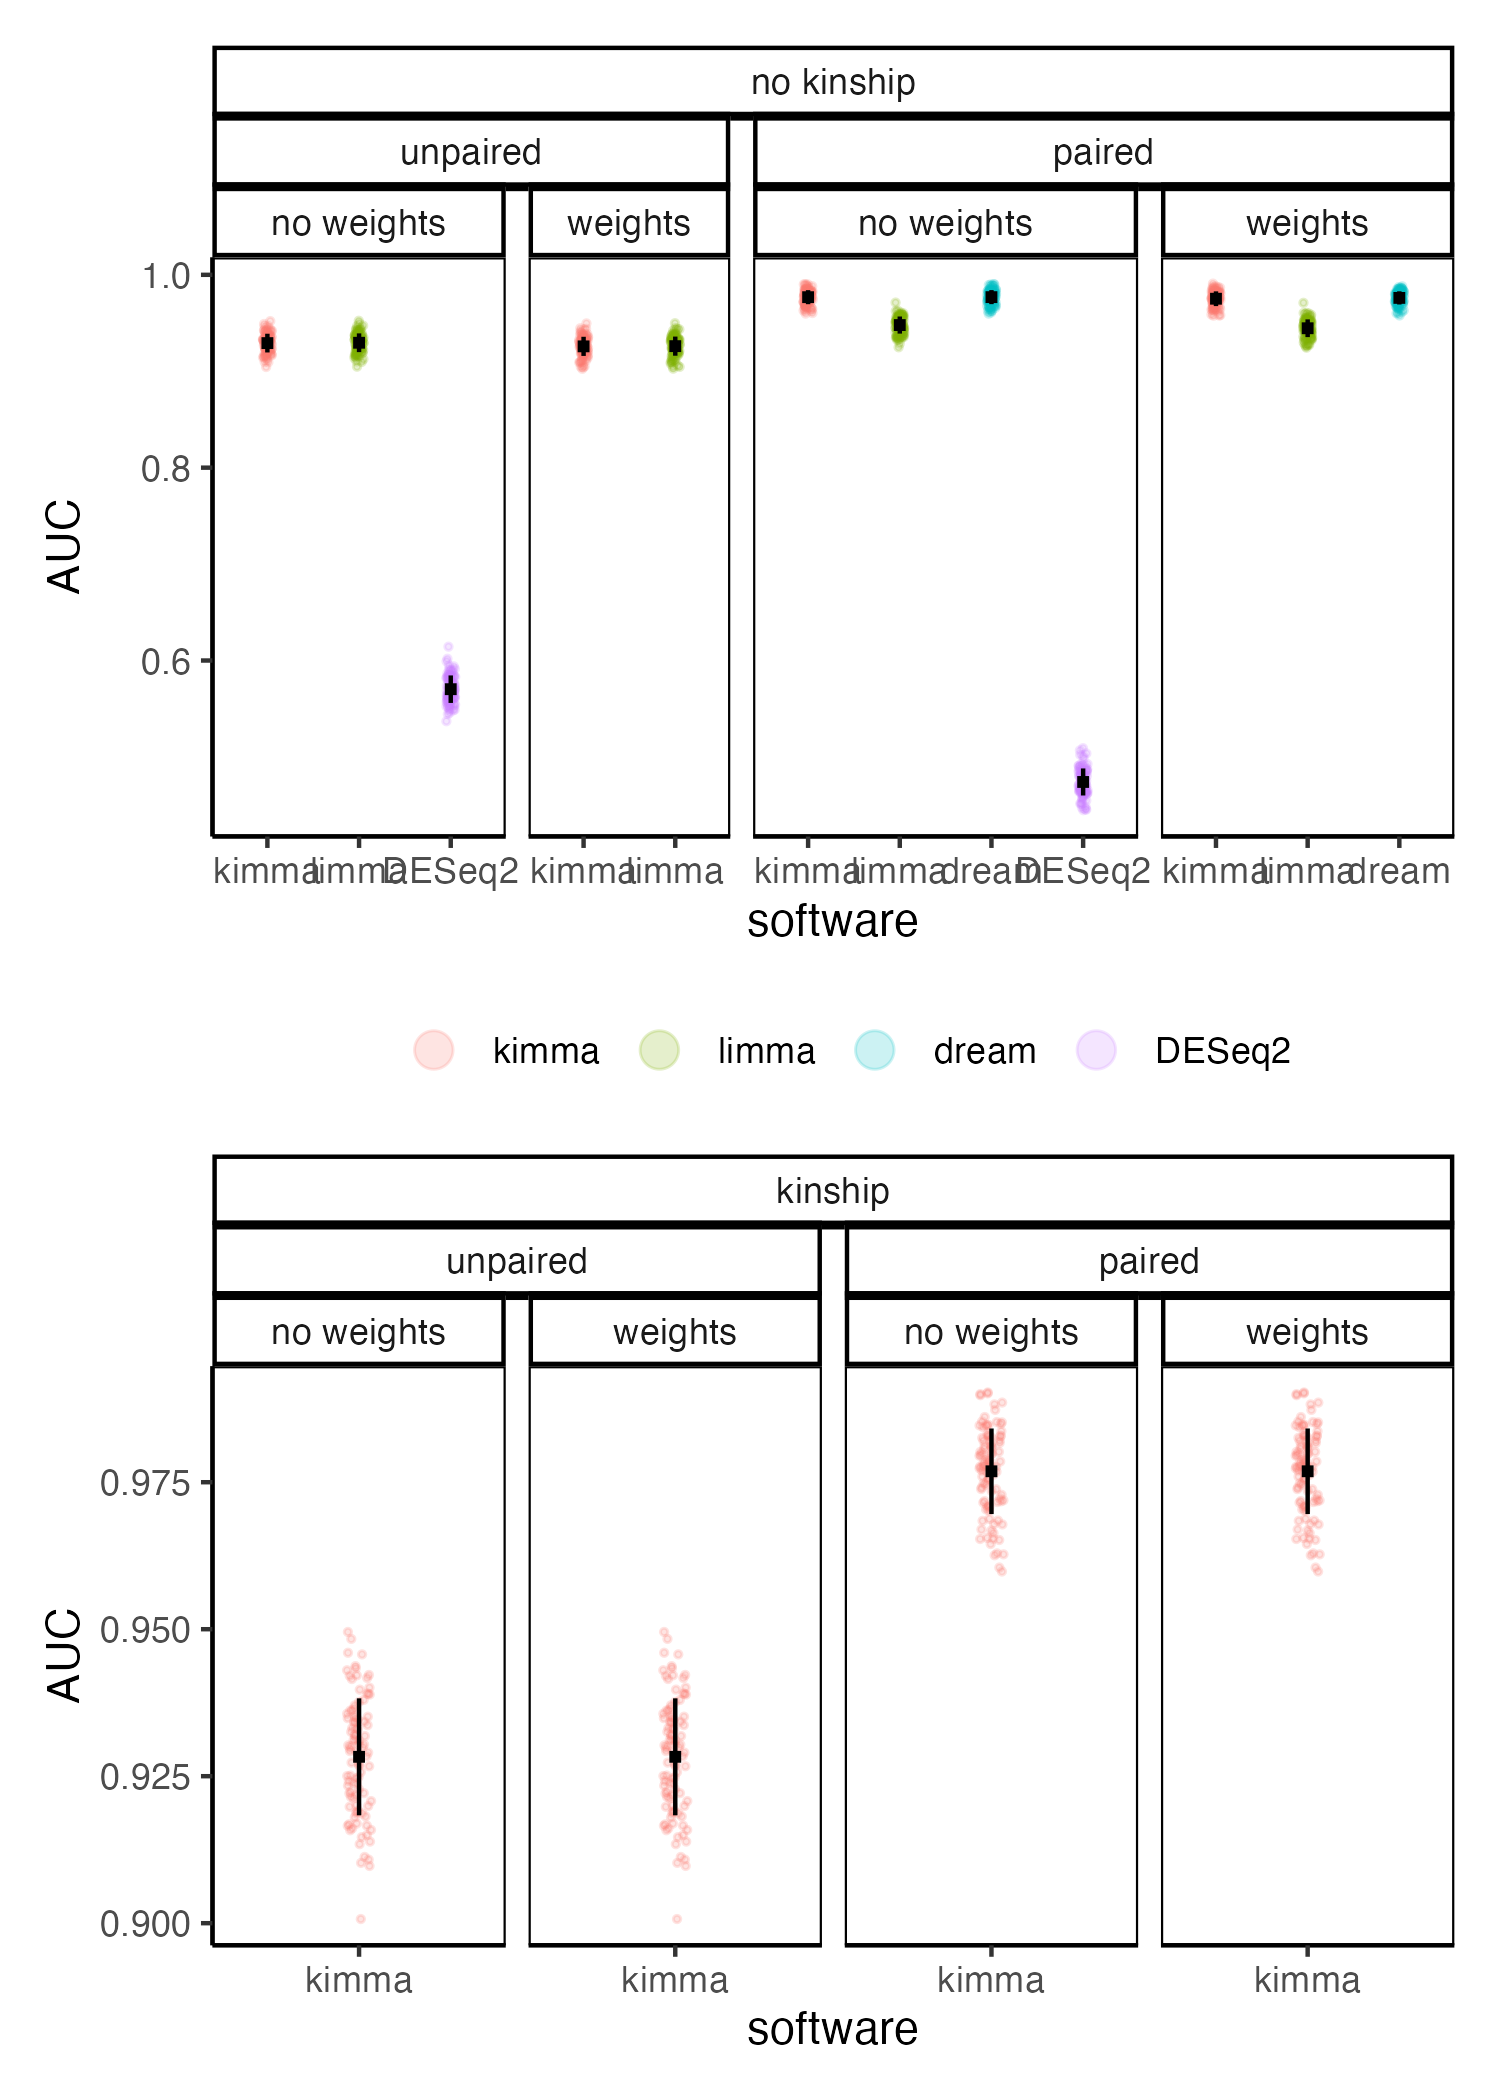 no kinship
unpaired paired
no weights weights no weights weights
1.0
0.8
0.6
AUC
kimma limma DESeq2 kimma limma kimma limma dream DESeq2 kimma limma dream
software
kimma limma dream DESeq2
kinship
unpaired paired
no weights weights no weights weights
0.975
0.950
0.925
0.900
AUC
kimma kimma kimma kimma
software